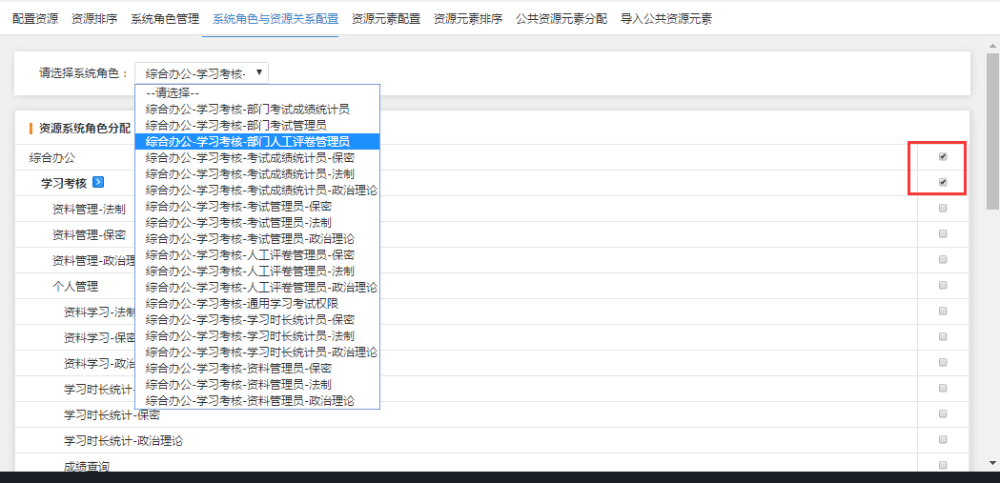 配置资源 资源排序 系统角色管理 系统角色与资源关系配置 资源元素配置 资源元素排序 公共资源元素分配 导入公共资源元素
请选择系统角色： 综合办公-学习考核-
--请选择--
综合办公-学习考核-部门考试成绩统计员
综合办公-学习考核-部门考试管理员
综合办公-学习考核-部门人工评卷管理员
综合办公-学习考核-考试成绩统计员-保密
综合办公-学习考核-考试成绩统计员-法制
综合办公-学习考核-考试成绩统计员-政治理论
综合办公-学习考核-考试管理员-保密
综合办公-学习考核-考试管理员-法制
综合办公-学习考核-考试管理员-政治理论
综合办公-学习考核-人工评卷管理员-保密
综合办公-学习考核-人工评卷管理员-法制
综合办公-学习考核-人工评卷管理员-政治理论
综合办公-学习考核-通用学习考试权限
综合办公-学习考核-学习时长统计员-保密
综合办公-学习考核-学习时长统计员-法制
综合办公-学习考核-学习时长统计员-政治理论
综合办公-学习考核-资料管理员-保密
综合办公-学习考核-资料管理员-法制
综合办公-学习考核-资料管理员-政治理论
资源系统角色分配
综合办公
学习考核
资料管理-法制
资料管理-保密
资料管理-政治理
个人管理
资料学习-法制
资料学习-保密
资料学习-政治
学习时长统计-
学习时长统计-保密
学习时长统计-政治理论
成绩查询